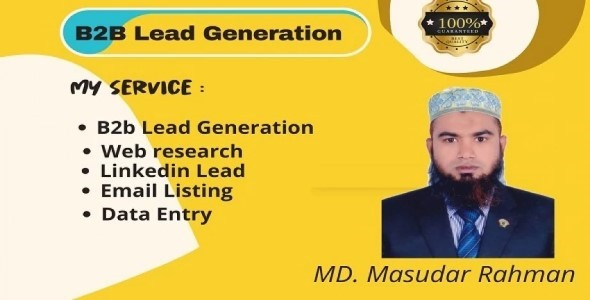 B2B Lead Generation
100%
GUARANTEED
MY SERVICE :
• B2b Lead Generation
• Web research
• Linkedin Lead
• Email Listing
• Data Entry
MD. Masudar Rahman